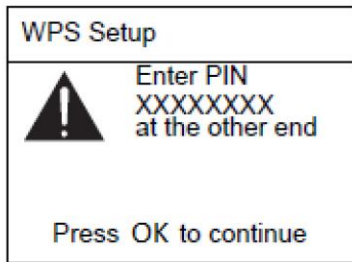 WPS Setup
Enter PIN
XXXXXXXX
at the other end
Press OK to continue